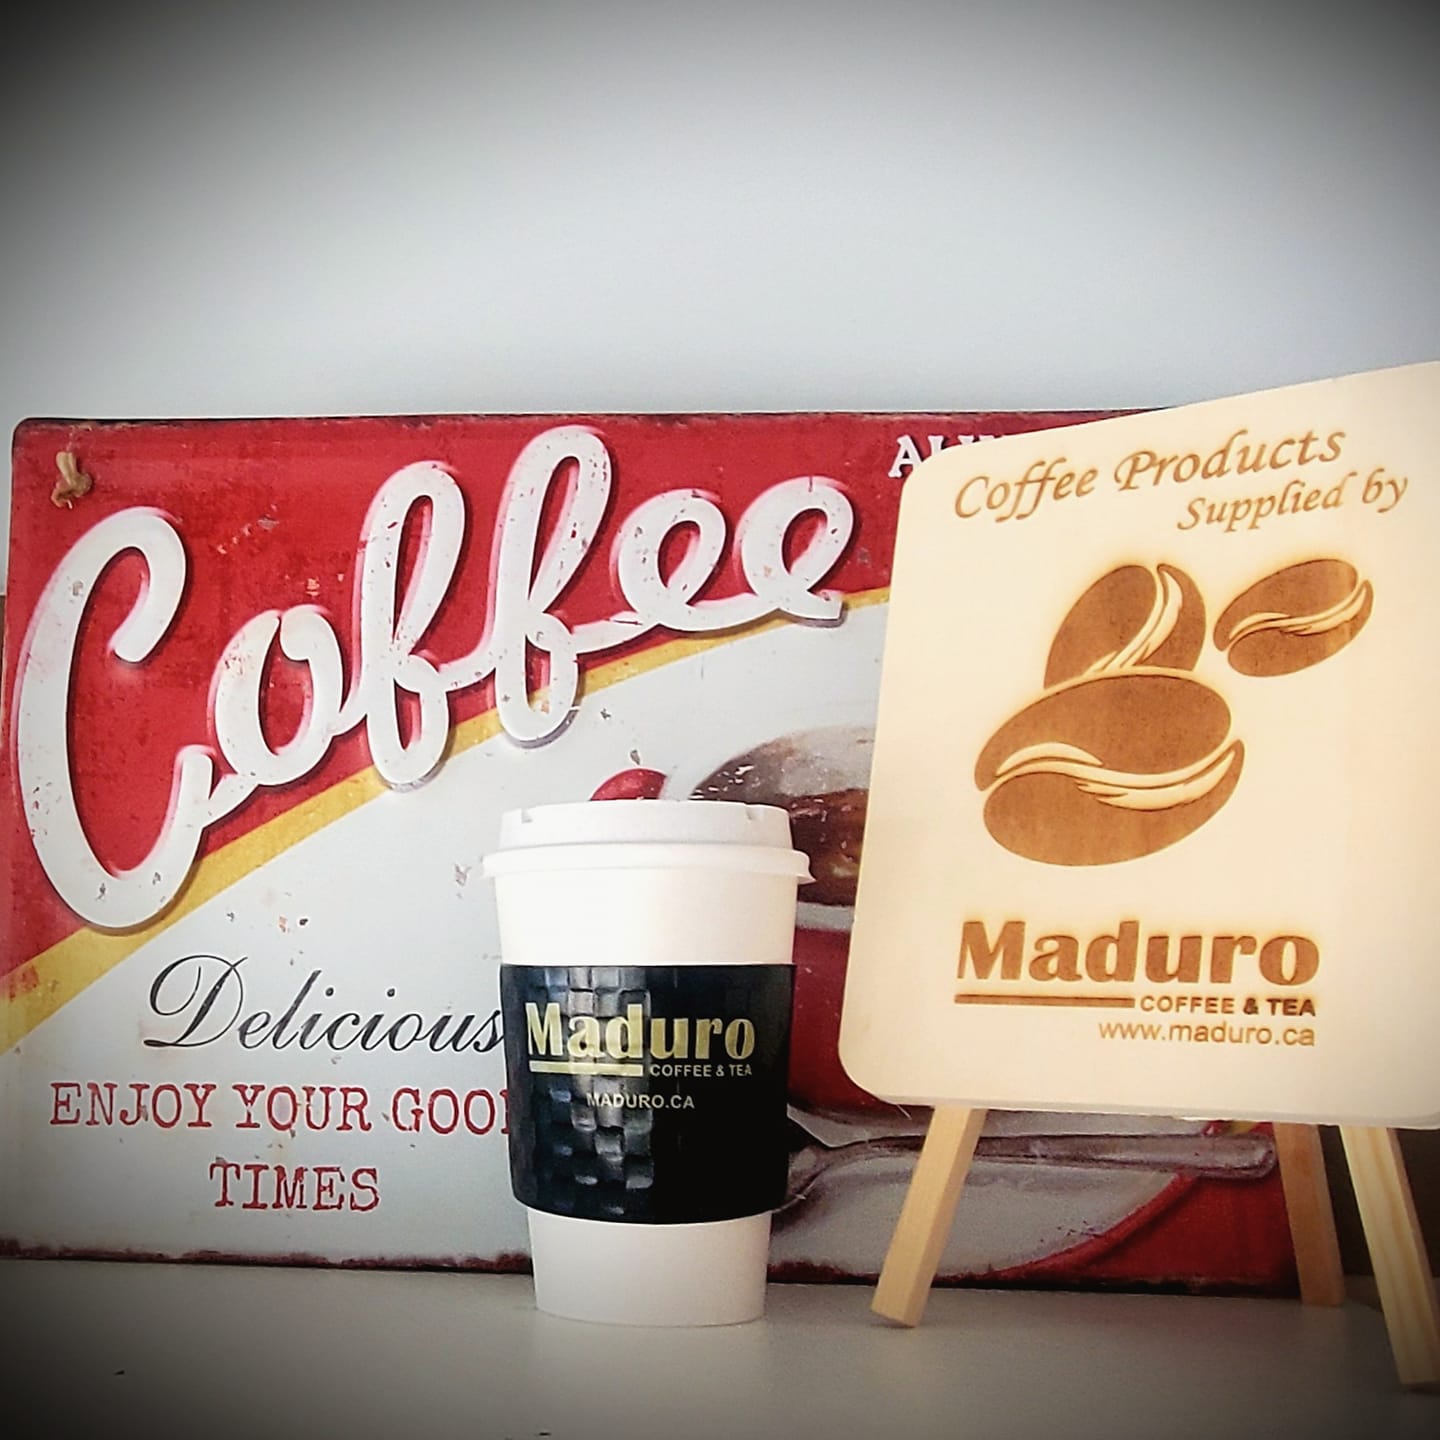 Coffee
Delicious
ENJOY YOUR
TIMES
Maduro
COFFEE & TEA
MADURO.CA
Coffee Products
Supplied by
Maduro
COFFEE & TEA
www.maduro.ca